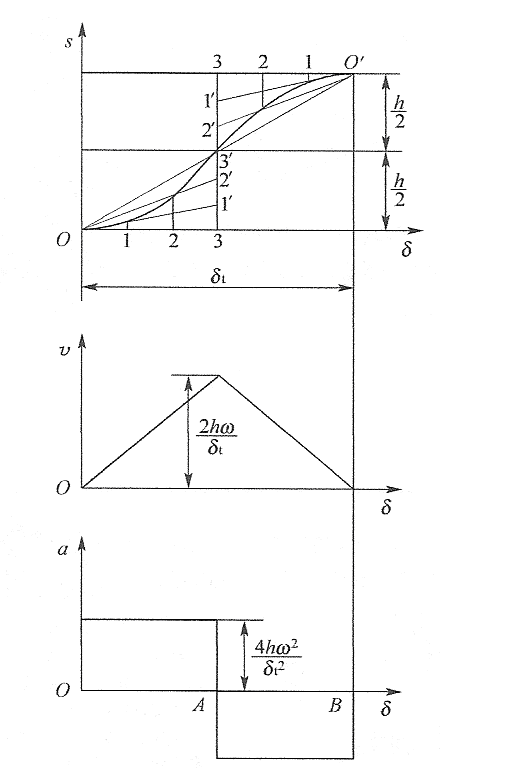 s
3 2 1 O′
1′
2′
h/2
3′
2′
1′
h/2
O 1 2 3 δ
δt
v
2hω/δt
O δ
a
4hω²/δt²
O A B δ